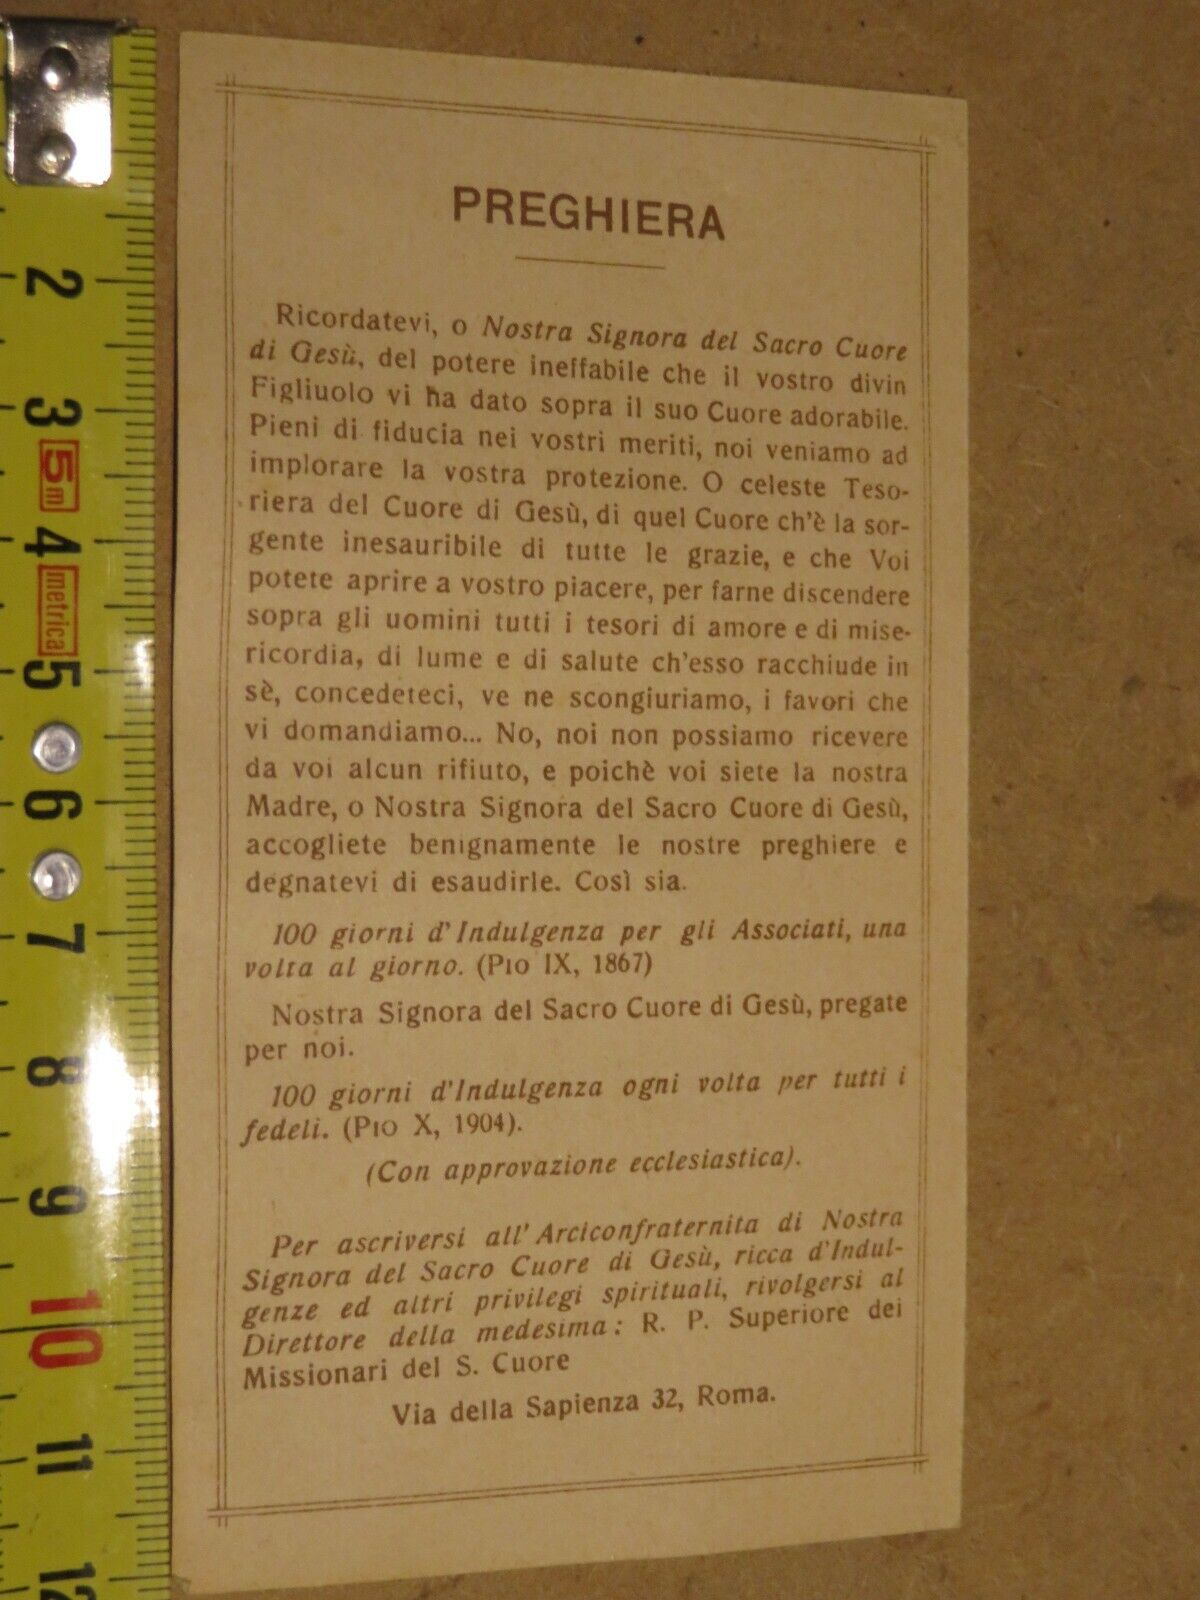 PREGHIERA
Ricordatevi, o Nostra Signora del Sacro Cuore
di Gesù, del potere ineffabile che il vostro divin
Figliuolo vi ha dato sopra il suo Cuore adorabile.
Pieni di fiducia nei vostri meriti, noi veniamo ad
implorare la vostra protezione. O celeste Teso-
riera del Cuore di Gesù, di quel Cuore ch'è la sor-
gente inesauribile di tutte le grazie, e che Voi
potete aprire a vostro piacere, per farne discendere
sopra gli uomini tutti i tesori di amore e di mise-
ricordia, di lume e di salute ch'esso racchiude in
sè, concedeteci, ve ne scongiuriamo, i favori che
vi domandiamo... No, noi non possiamo ricevere
da voi alcun rifiuto, e poichè voi siete la nostra
Madre, o Nostra Signora del Sacro Cuore di Gesù,
accogliete benignamente le nostre preghiere e
degnatevi di esaudirle. Così sia.
100 giorni d'Indulgenza per gli Associati, una
volta al giorno. (Pio IX, 1867)
Nostra Signora del Sacro Cuore di Gesù, pregate
per noi.
100 giorni d'Indulgenza ogni volta per tutti i
fedeli. (Pio X, 1904).
(Con approvazione ecclesiastica).
Per ascriversi all'Arciconfraternita di Nostra
Signora del Sacro Cuore di Gesù, ricca d'Indul-
genze ed altri privilegi spirituali, rivolgersi al
Direttore della medesima: R. P. Superiore dei
Missionari del S. Cuore
Via della Sapienza 32, Roma.
2
3
5m
4
metrica
5
6
7
8
9
10
11
12